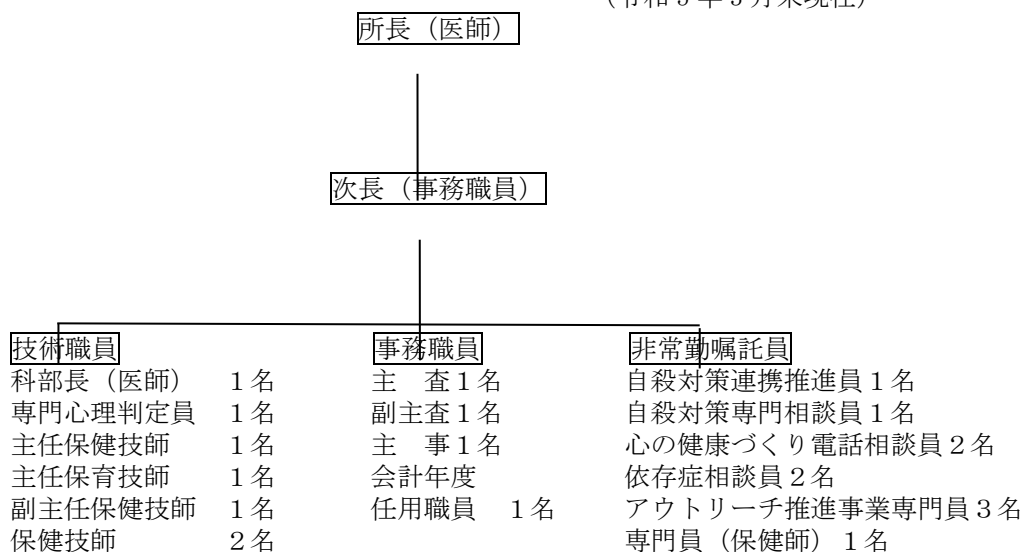 所長（医師）
次長（事務職員）
技術職員
科部長（医師）　１名
専門心理判定員　１名
主任保健技師　１名
主任保育技師　１名
副主任保健技師　１名
保健技師　２名
事務職員
主　査１名
副主査１名
主　事１名
会計年度
任用職員　１名
非常勤嘱託員
自殺対策連携推進員１名
自殺対策専門相談員１名
心の健康づくり電話相談員２名
依存症相談員２名
アウトリーチ推進事業専門員３名
専門員（保健師）１名